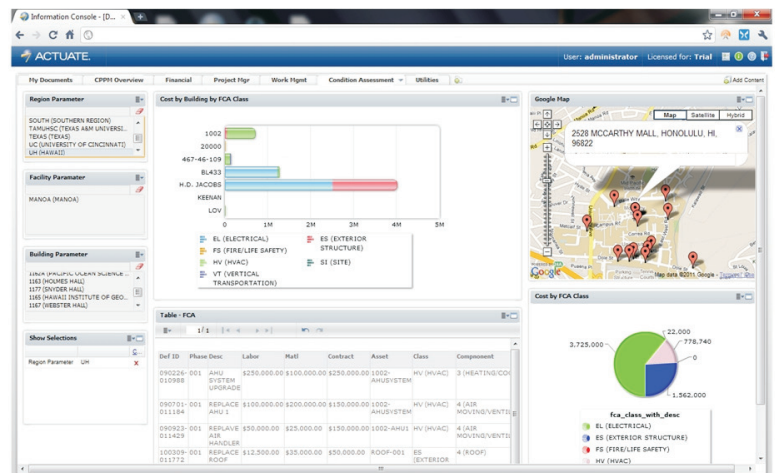 Information Console - [D...
ACTUATE.
User: administrator Licensed for: Trial
My Documents CPPM Overview Financial Project Mgr Work Mgmt Condition Assessment Utilities
Add Content
Region Parameter
SOUTH (SOUTHERN REGION)
TAMUHSC (TEXAS A&M UNIVERSI...
TEXAS (TEXAS)
UC (UNIVERSITY OF CINCINNATI)
UH (HAWAII)
Facility Parameter
MANOA (MANOA)
Building Parameter
1162A (PACIFIC OCEAN SCIENCE ...
1163 (HOLMES HALL)
1177 (SNYDER HALL)
1165 (HAWAII INSTITUTE OF GEO...
1167 (WEBSTER HALL)
Show Selections
Region Parameter UH X
Cost by Building by FCA Class
1002
20000
467-46-109
BL433
H.D. JACOBS
KEENAN
LOV
0 1M 2M 3M 4M 5M
EL (ELECTRICAL)
FS (FIRE/LIFE SAFETY)
HV (HVAC)
VT (VERTICAL
TRANSPORTATION)
ES (EXTERIOR
STRUCTURE)
SI (SITE)
Table - FCA
1/1
Def ID Phase Desc Labor Matl Contract Asset Class Component
090226- 001 AHU $250,000.00 $100,000.00 $250,000.00 1002- HV (HVAC) 3 (HEATING/CO
010988 SYSTEM AHUSYSTEM
UPGRADE
090701- 001 REPLACE $100,000.00 $200,000.00 $150,000.00 1002- HV (HVAC) 4 (AIR
011184 AHU 1 AHUSYSTEM MOVING/VENTI
090923- 001 REPLAVE $50,000.00 $25,000.00 $150,000.00 1002-AHU1 HV (HVAC) 4 (AIR
011429 AIR MOVING/VENTI
HANDLER
100309- 001 REPLACE $12,500.00 $35,000.00 $50,000.00 ROOF-001 ES 4 (ROOF)
011772 ROOF (EXTERIOR
Google Map
Map Satellite Hybrid
2528 MCCARTHY MALL, HONOLULU, HI,
96822
Google
Map data ©2011 Google -
Cost by FCA Class
22,000
778,740
0
3,725,000
1,562,000
fca_class_with_desc
EL (ELECTRICAL)
ES (EXTERIOR STRUCTURE)
FS (FIRE/LIFE SAFETY)
HV (HVAC)